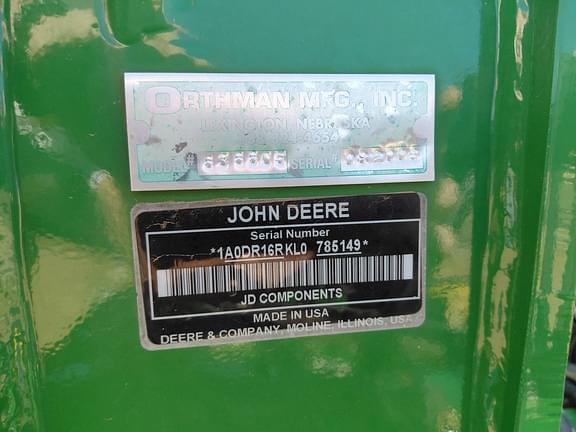 ORTHMAN MFG., INC.
LEXINGTON, NEBRASKA
MODEL# SERIAL#
JOHN DEERE
Serial Number
*1A0DR16RKL0 785149*
JD COMPONENTS
MADE IN USA
DEERE & COMPANY, MOLINE, ILLINOIS, USA